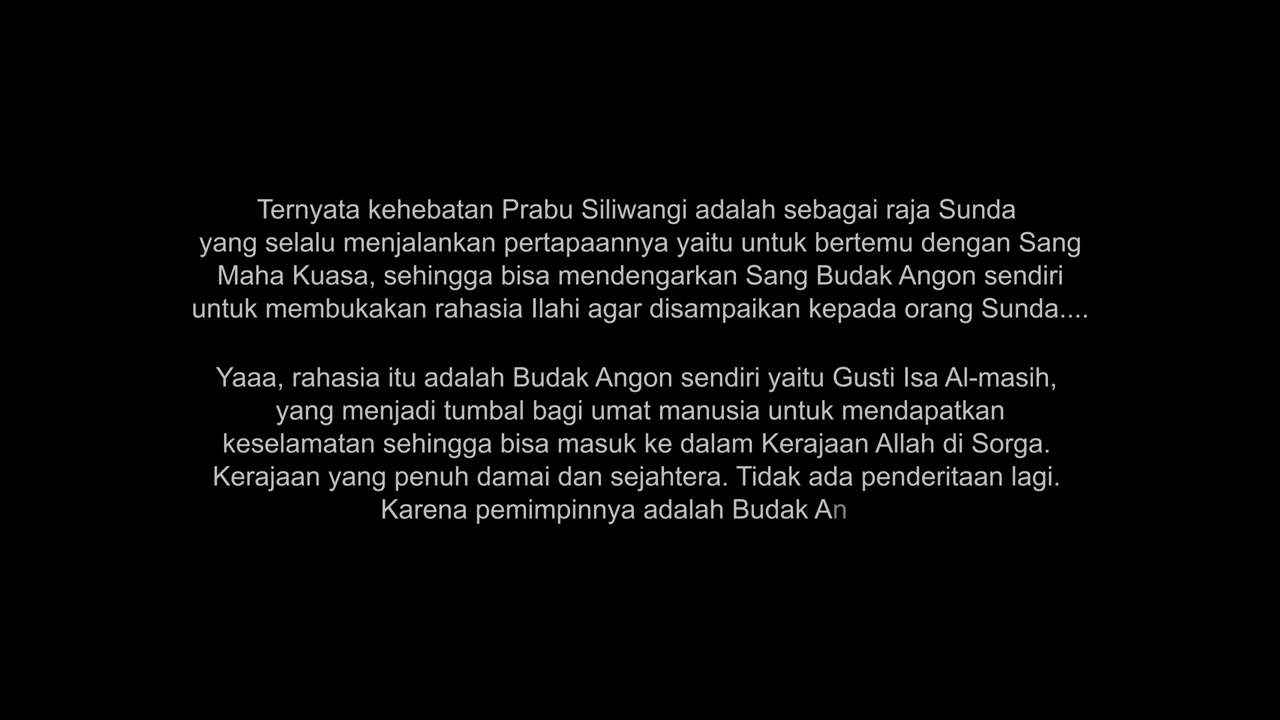 Ternyata kehebatan Prabu Siliwangi adalah sebagai raja Sunda
yang selalu menjalankan pertapaannya yaitu untuk bertemu dengan Sang
Maha Kuasa, sehingga bisa mendengarkan Sang Budak Angon sendiri
untuk membukakan rahasia Ilahi agar disampaikan kepada orang Sunda....
Yaaa, rahasia itu adalah Budak Angon sendiri yaitu Gusti Isa Al-masih,
yang menjadi tumbal bagi umat manusia untuk mendapatkan
keselamatan sehingga bisa masuk ke dalam Kerajaan Allah di Sorga.
Kerajaan yang penuh damai dan sejahtera. Tidak ada penderitaan lagi.
Karena pemimpinnya adalah Budak An